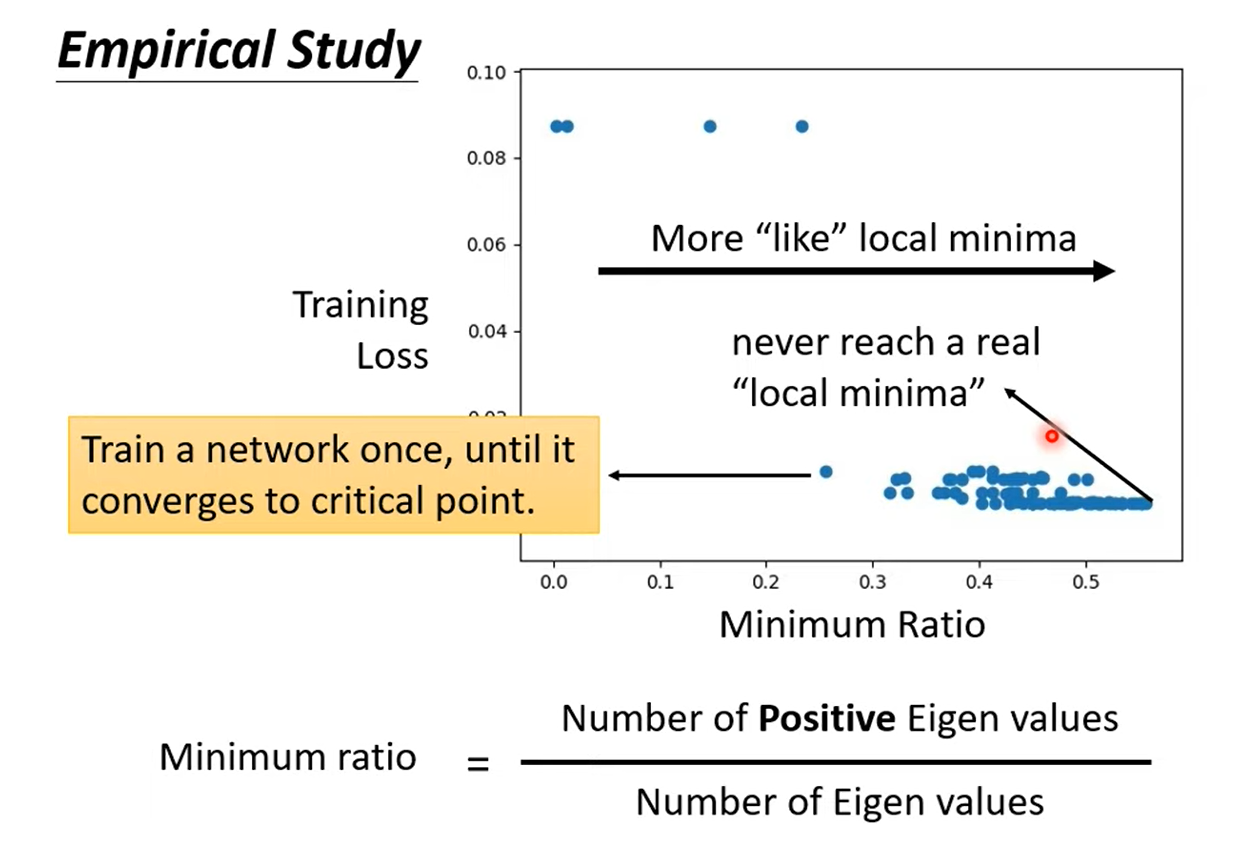 Empirical Study
0.10
0.08
0.06
0.04
More “like” local minima
Training
Loss
never reach a real
“local minima”
Train a network once, until it
converges to critical point.
0.0 0.1 0.2 0.3 0.4 0.5
Minimum Ratio
Minimum ratio = Number of Positive Eigen values
Number of Eigen values